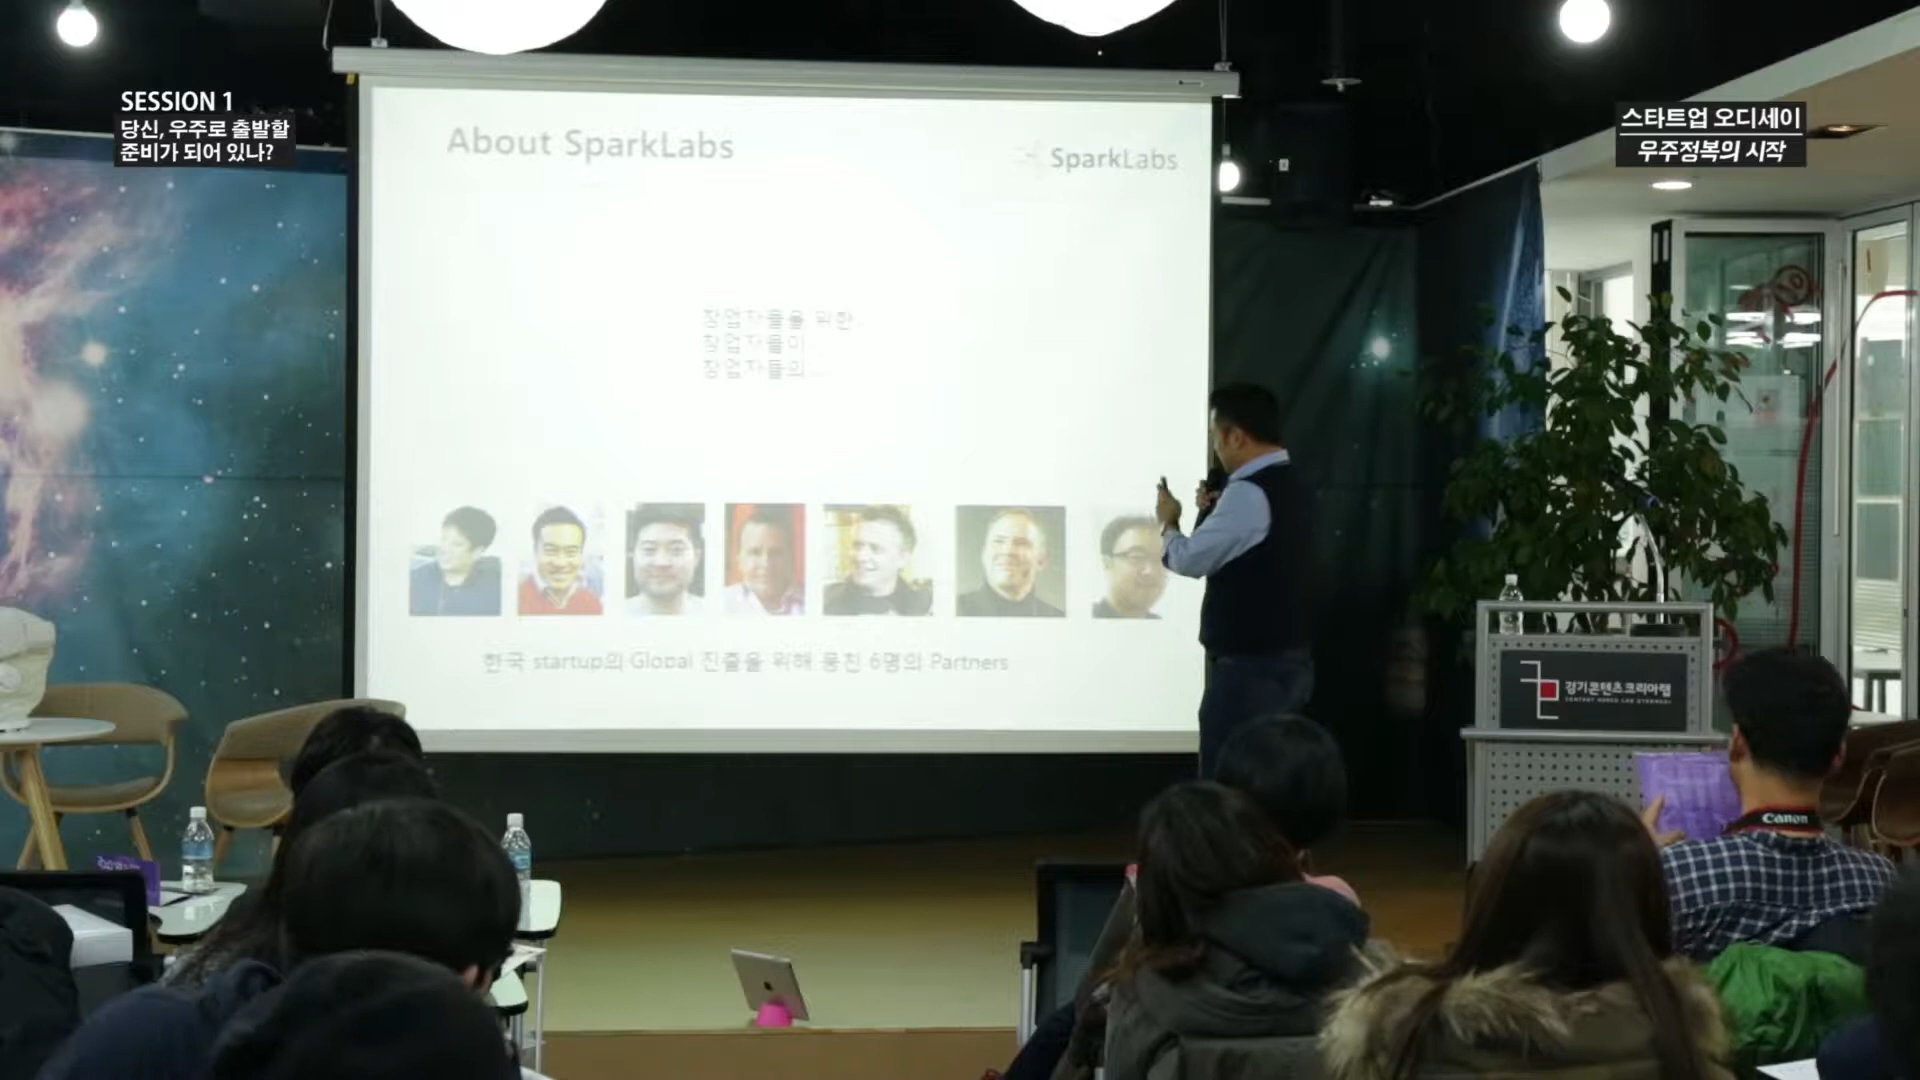 SESSION 1
당신, 우주로 출발할
준비가 되어 있나?
스타트업 오디세이
우주정복의 시작
About SparkLabs
SparkLabs
창업자들을 위한
창업자들이
창업자들의
한국 startup의 Global 진출을 위해 뭉친 6명의 Partners
경기콘텐츠코리아랩
CONTENT KOREA LAB GYEONGGI
Canon